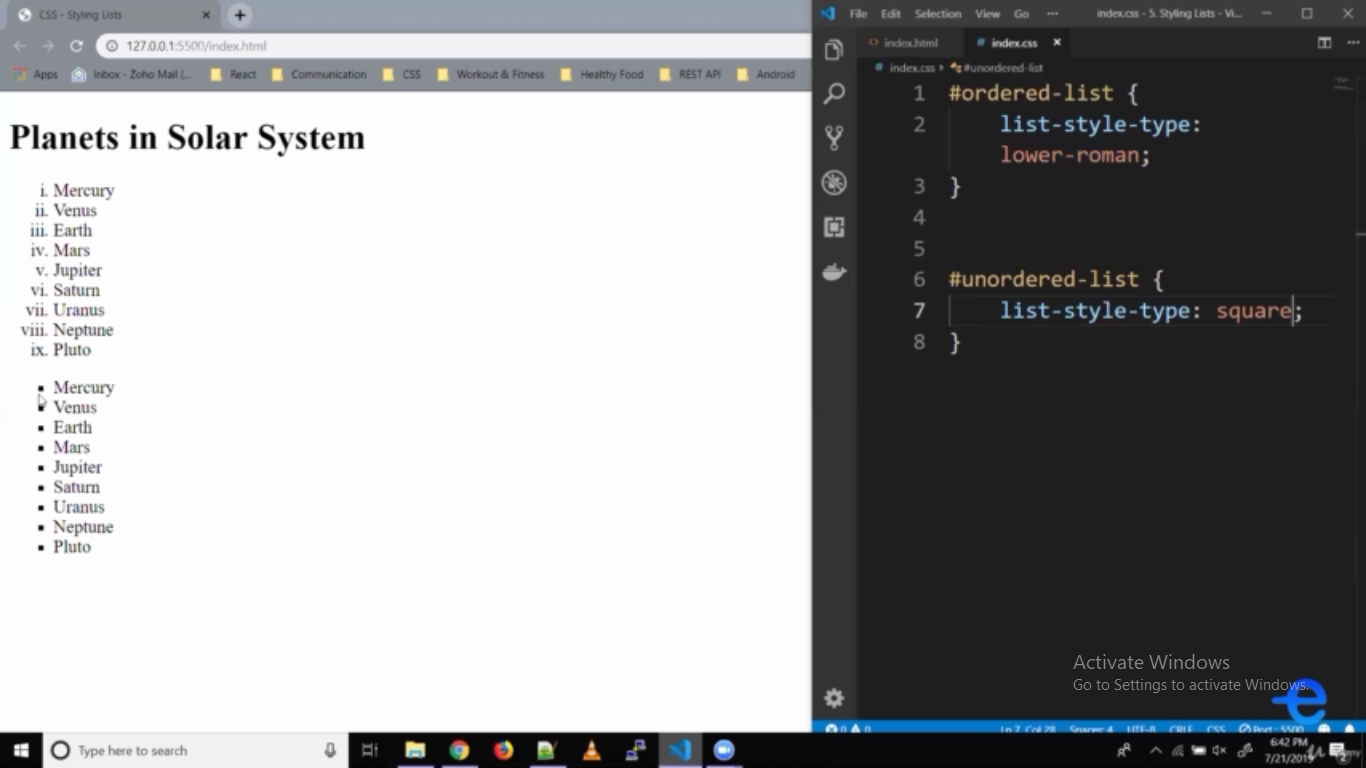 CSS - Styling Lists
127.0.0.1:5500/index.html
Apps
Inbox - Zoho Mail (...
React
Communication
CSS
Workout & Fitness
Healthy Food
REST API
Android
Planets in Solar System
i. Mercury
ii. Venus
iii. Earth
iv. Mars
v. Jupiter
vi. Saturn
vii. Uranus
viii. Neptune
ix. Pluto
▪ Mercury
▪ Venus
▪ Earth
▪ Mars
▪ Jupiter
▪ Saturn
▪ Uranus
▪ Neptune
▪ Pluto
File Edit Selection View Go ··· index.css - 5. Styling Lists - Vi...
index.html # index.css
# index.css > #unordered-list
1 #ordered-list {
2 list-style-type:
lower-roman;
3 }
4
5
6 #unordered-list {
7 list-style-type: square;
8 }
Activate Windows
Go to Settings to activate Windows.
0 0 Ln 7, Col 28 Spaces: 4 UTF-8 CRLF CSS Port : 5500
Type here to search
6:42 PM